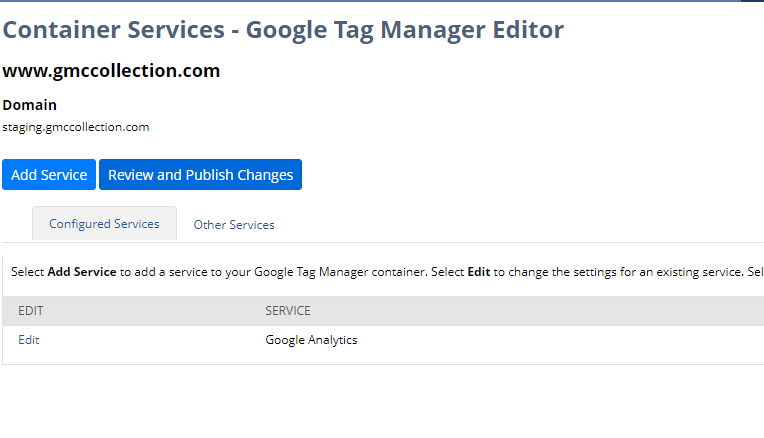 Container Services - Google Tag Manager Editor
www.gmccollection.com
Domain
staging.gmccollection.com
Add Service Review and Publish Changes
Configured Services Other Services
Select Add Service to add a service to your Google Tag Manager container. Select Edit to change the settings for an existing service. Sel
EDIT SERVICE
Edit Google Analytics